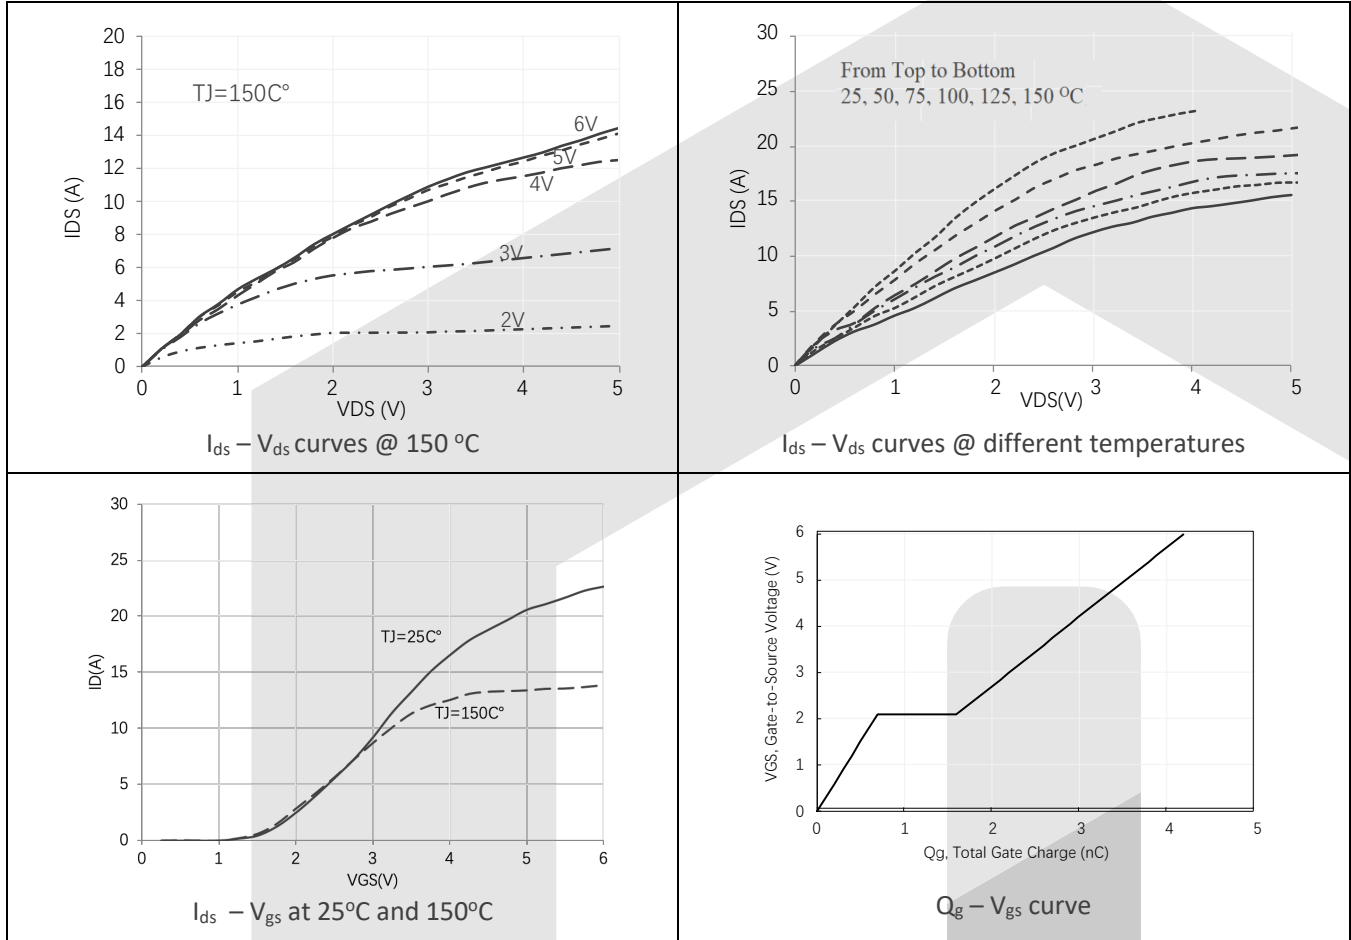 20
18
16
14
12
10
8
6
4
2
0
IDS (A)
TJ=150C°
6V
5V
4V
3V
2V
0 1 2 3 4 5
VDS (V)
Ids – Vds curves @ 150 oC
30
25
20
15
10
5
0
IDS (A)
From Top to Bottom
25, 50, 75, 100, 125, 150 OC
0 1 2 3 4 5
VDS(V)
Ids – Vds curves @ different temperatures
30
25
20
15
10
5
0
ID(A)
TJ=25C°
TJ=150C°
0 1 2 3 4 5 6
VGS(V)
Ids – Vgs at 25oC and 150oC
6
5
4
3
2
1
0
VGS, Gate-to-Source Voltage (V)
0 1 2 3 4 5
Qg, Total Gate Charge (nC)
Qg – Vgs curve